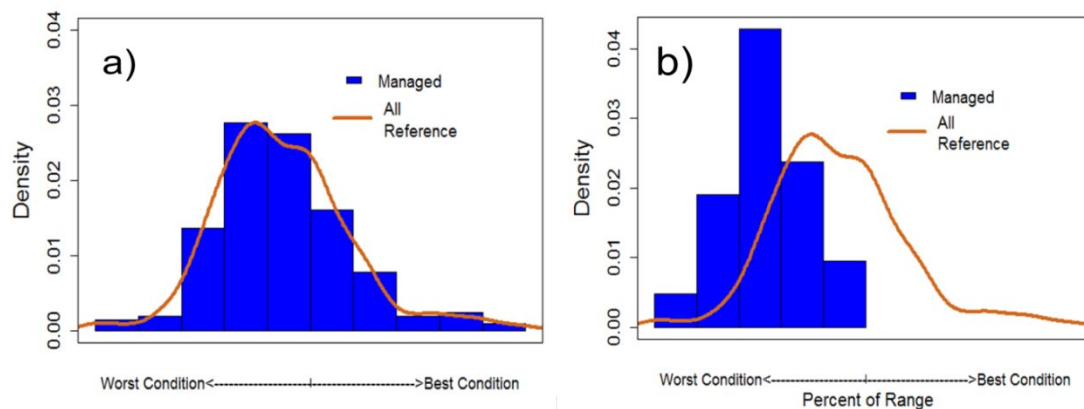 a)
Density
0.04
0.03
0.02
0.01
0.00
Managed
All
Reference
Worst Condition<---------------------|--------------------->Best Condition
b)
Density
0.04
0.03
0.02
0.01
0.00
Managed
All
Reference
Worst Condition<---------------------|--------------------->Best Condition
Percent of Range